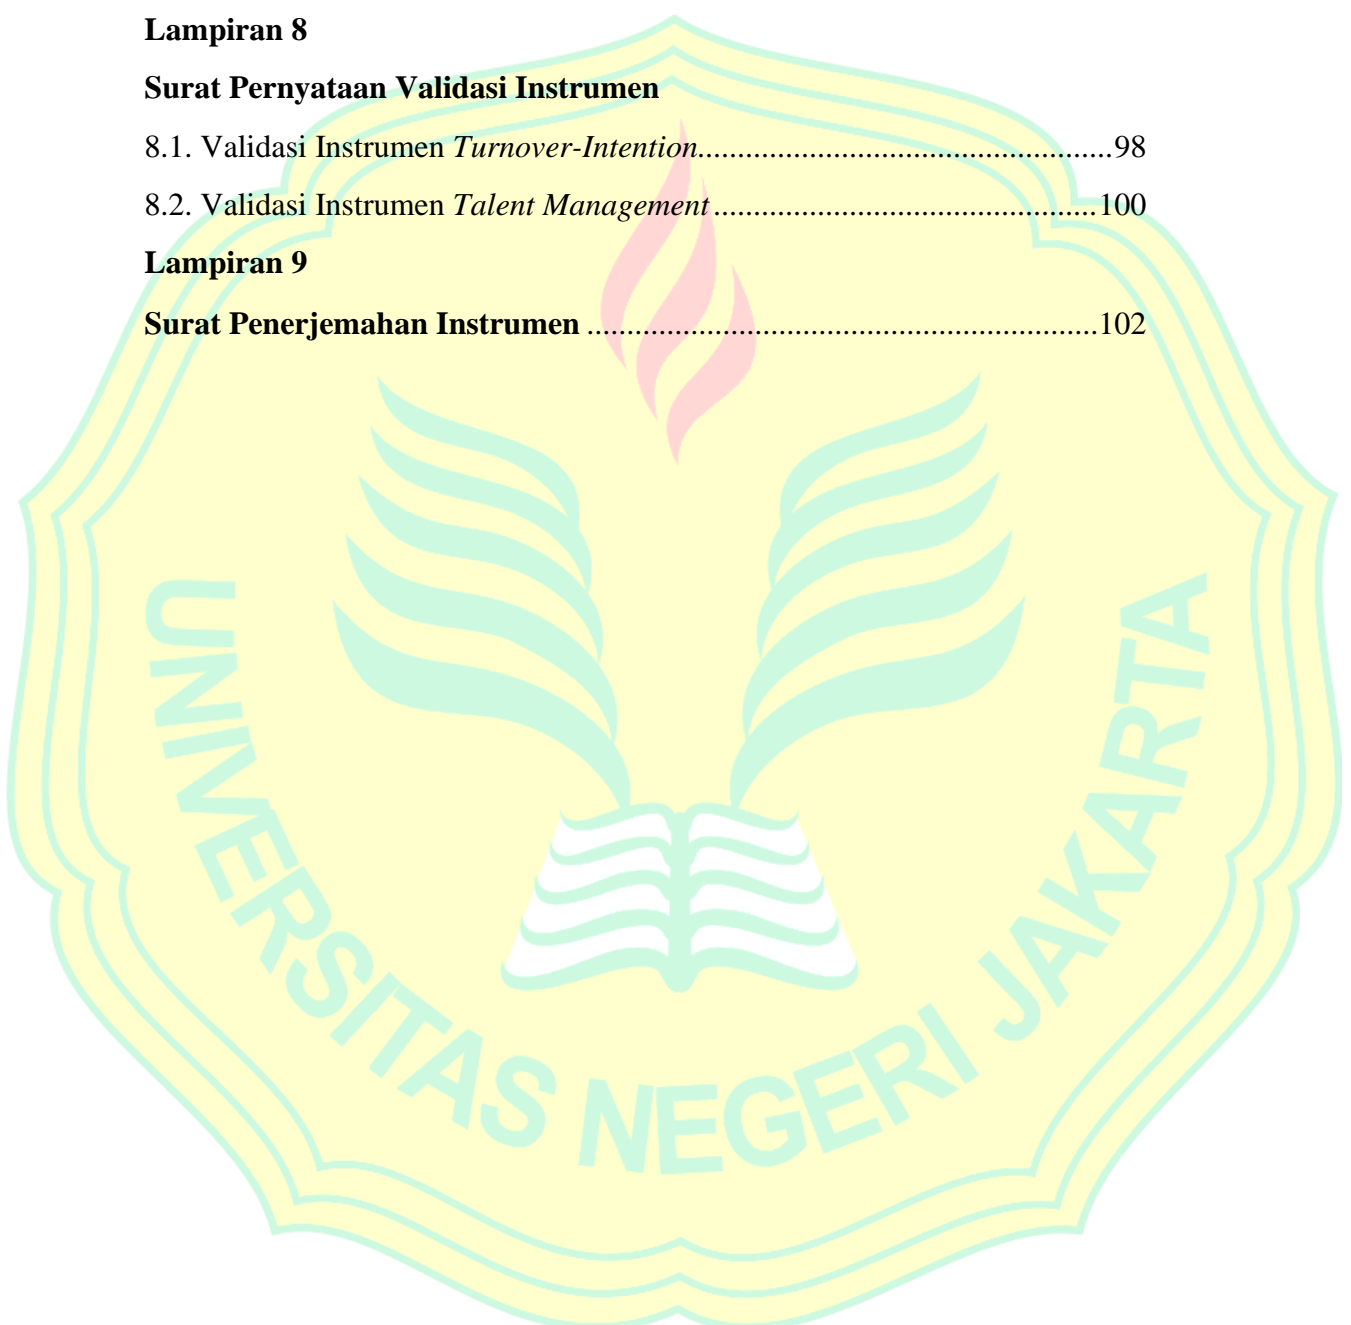 Lampiran 8
Surat Pernyataan Validasi Instrumen
8.1. Validasi Instrumen Turnover-Intention....................................................98
8.2. Validasi Instrumen Talent Management................................................100
Lampiran 9
Surat Penerjemahan Instrumen................................................................102
UNIVERSITAS NEGERI JAKARTA